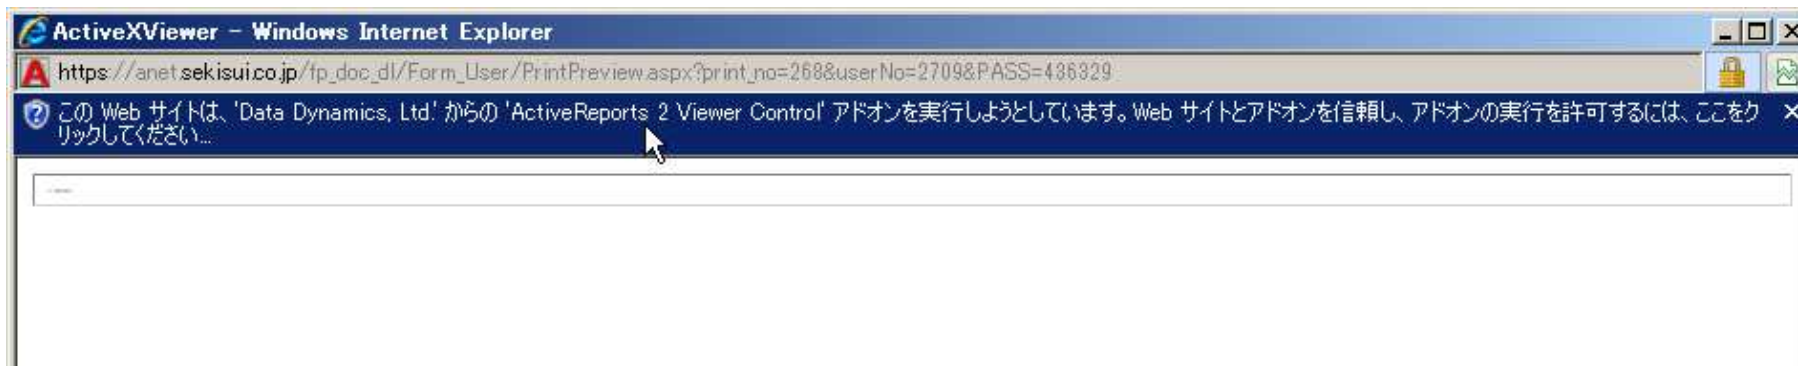 ActiveXViewer - Windows Internet Explorer
https://anet.sekisui.co.jp/fp_doc_dl/Form_User/PrintPreview.aspx?print_no=268&userNo=2709&PASS=436329
この Web サイトは、'Data Dynamics, Ltd.' からの 'ActiveReports 2 Viewer Control' アドオンを実行しようとしています。Web サイトとアドオンを信頼し、アドオンの実行を許可するには、ここをク
リックしてください...